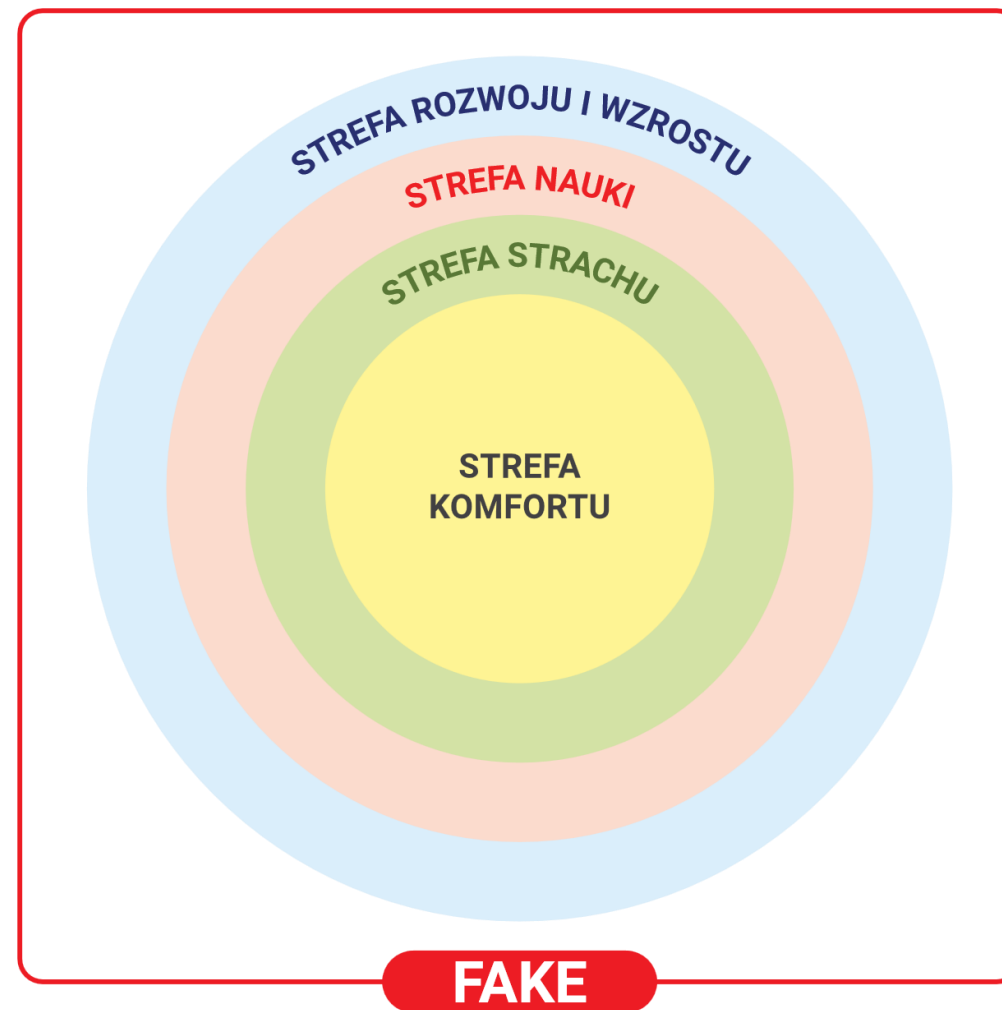 STREFA ROZWOJU I WZROSTU
STREFA NAUKI
STREFA STRACHU
STREFA
KOMFORTU
FAKE